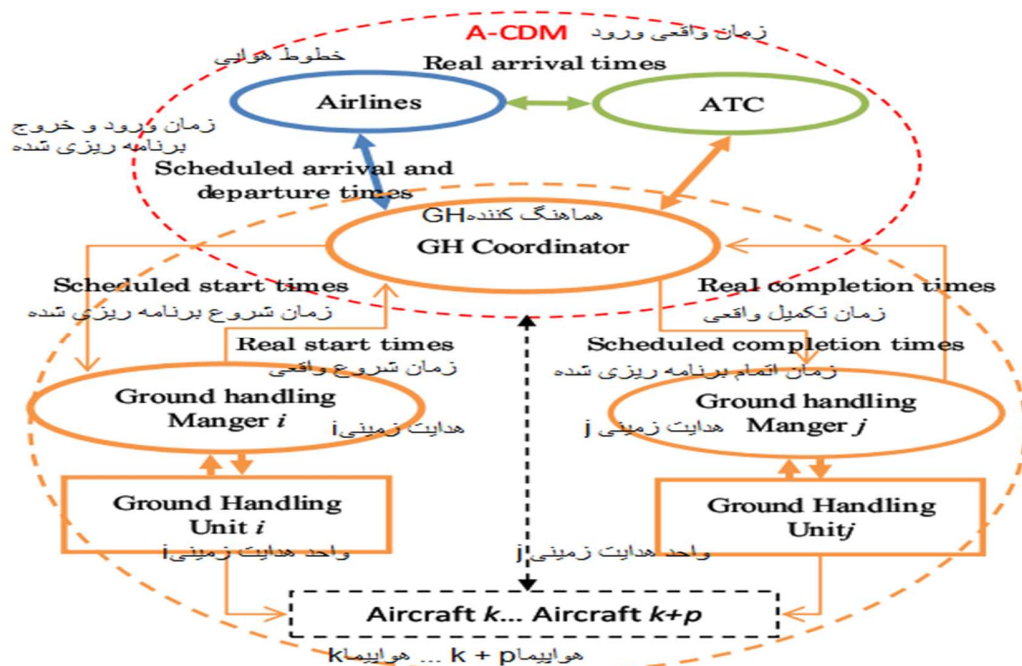 A-CDM زمان واقعی ورود
خطوط هوایی
Real arrival times
Airlines
ATC
زمان ورود و خروج
برنامه ریزی شده
Scheduled arrival and
departure times
هماهنگ کنندهGH
GH Coordinator
Scheduled start times
زمان شروع برنامه ریزی شده
Real completion times
زمان تکمیل واقعی
Real start times
زمان شروع واقعی
Scheduled completion times
زمان اتمام برنامه ریزی شده
Ground handling
Manger i
هدایت زمینیi
Ground handling
Manger j
هدایت زمینی j
Ground Handling
Unit i
واحد هدایت زمینیi
Ground Handling
Unitj
واحد هدایت زمینی j
Aircraft k... Aircraft k+p
هواپیماk ... هواپیماk + p